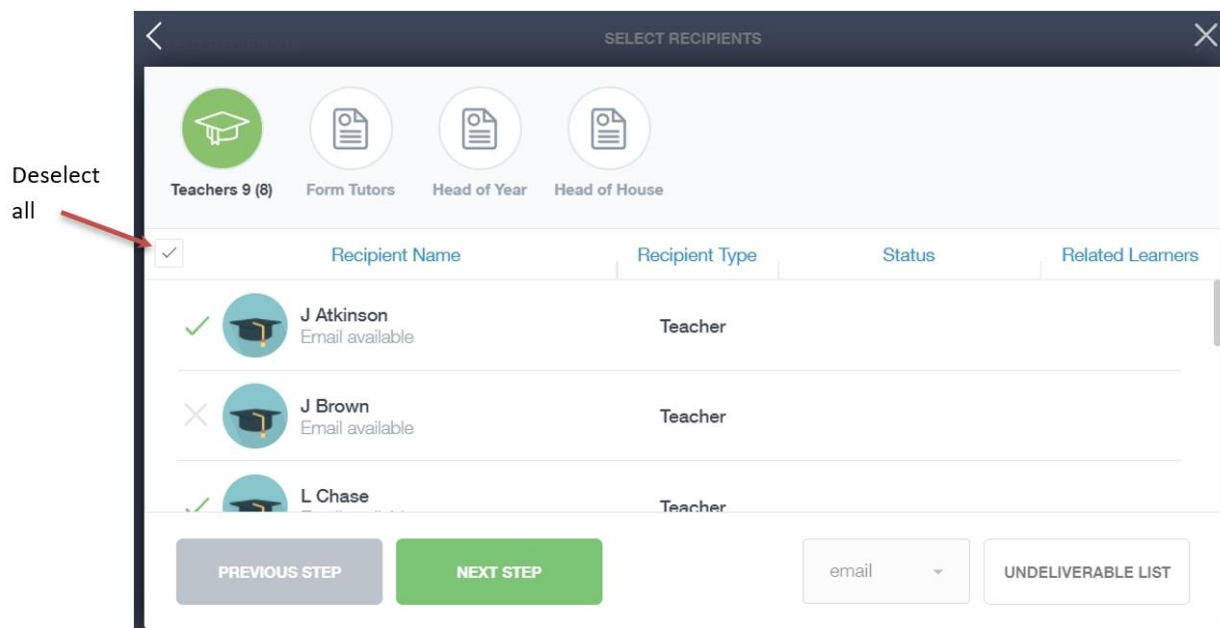 SELECT RECIPIENTS
Teachers 9 (8)
Form Tutors
Head of Year
Head of House
Deselect
all
Recipient Name
Recipient Type
Status
Related Learners
J Atkinson
Email available
Teacher
J Brown
Email available
Teacher
L Chase
Teacher
PREVIOUS STEP
NEXT STEP
email
UNDELIVERABLE LIST